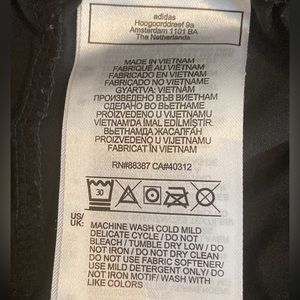 adidas
Hoogoorddreef 9a
Amsterdam 1101 BA
The Netherlands
MADE IN VIETNAM
FABRIQUÉ AU VIÊTNAM
FABRICADO EN VIETNAM
FABRICADO NO VIETNAME
GYÁRTVA: VIETNAM
ПРОИЗВЕДЕНО ВЪВ ВИЕТНАМ
СДЕЛАНО ВО ВЬЕТНАМЕ
PROIZVEDENO U VIJETNAMU
VIETNAM'DA İMAL EDİLMİŞTİR.
ВЬЕТНАМДА ЖАСАЛҒАН
PROIZVEDENO U VIJETNAMU
FABRICAT ÎN VIETNAM
RN#88387 CA#40312
30
US/
UK:
MACHINE WASH COLD MILD
DELICATE CYCLE / DO NOT
BLEACH / TUMBLE DRY LOW / DO
NOT IRON / DO NOT DRY CLEAN
DO NOT USE FABRIC SOFTENER/
USE MILD DETERGENT ONLY/ DO
NOT IRON MOTIF/ WASH WITH
LIKE COLORS